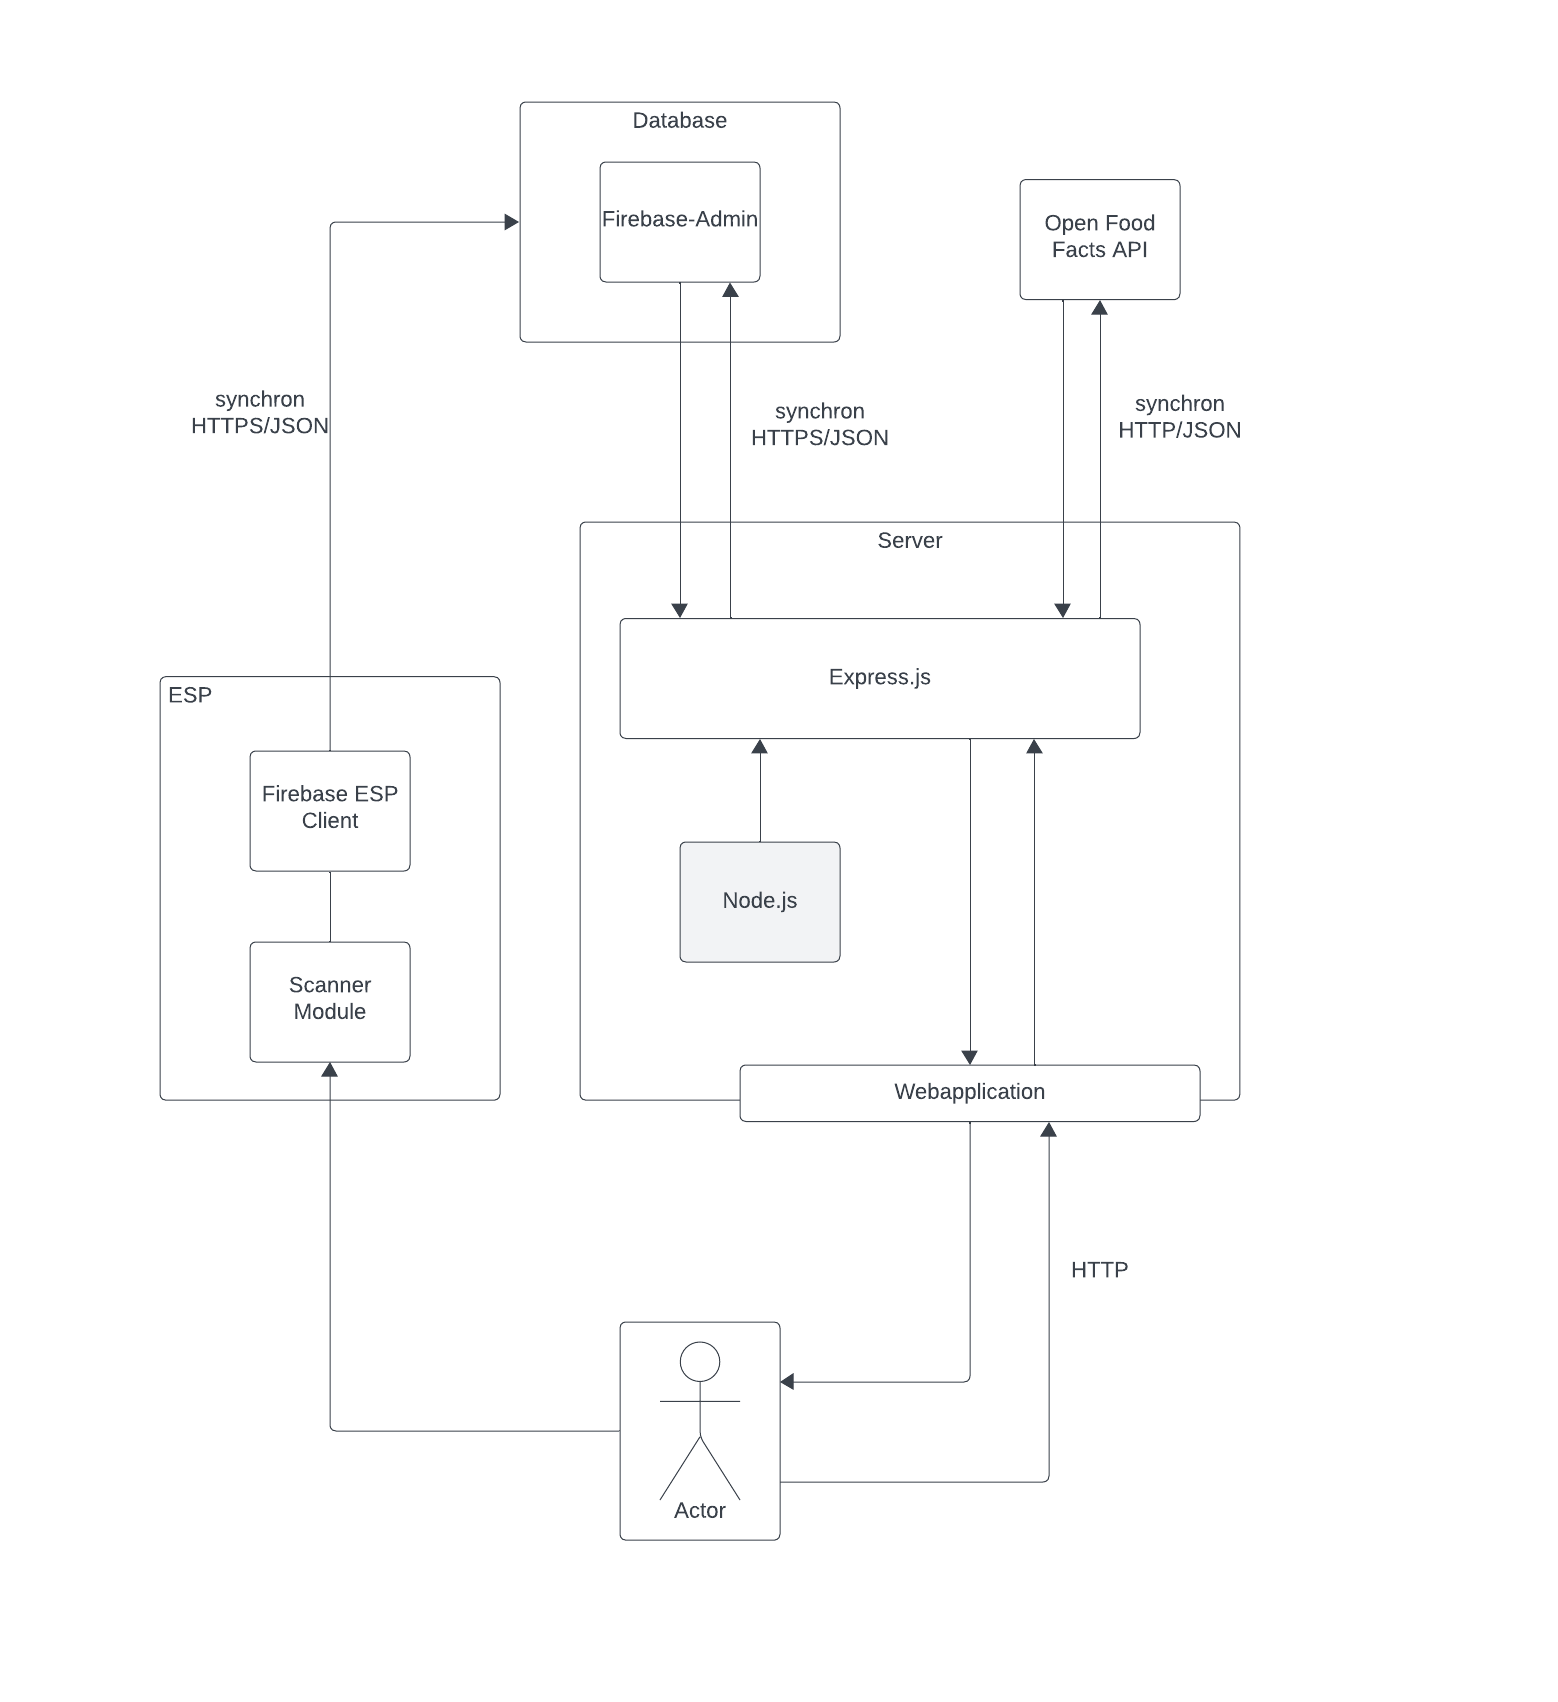 Database
Firebase-Admin
Open Food
Facts API
synchron
HTTPS/JSON
synchron
HTTPS/JSON
synchron
HTTP/JSON
Server
Express.js
ESP
Firebase ESP
Client
Node.js
Scanner
Module
Webapplication
HTTP
Actor